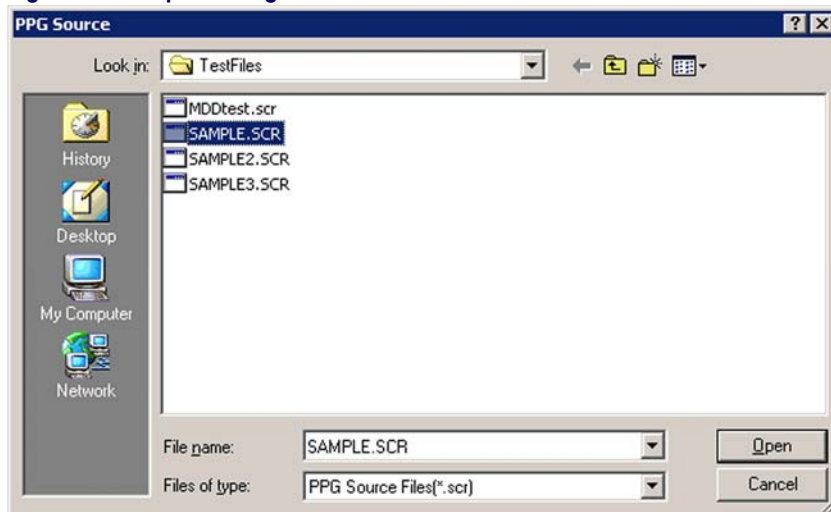 PPG Source
Look in:
TestFiles
MDDtest.scr
SAMPLE.SCR
SAMPLE2.SCR
SAMPLE3.SCR
History
Desktop
My Computer
Network
File name:
SAMPLE.SCR
Open
Files of type:
PPG Source Files(*.scr)
Cancel